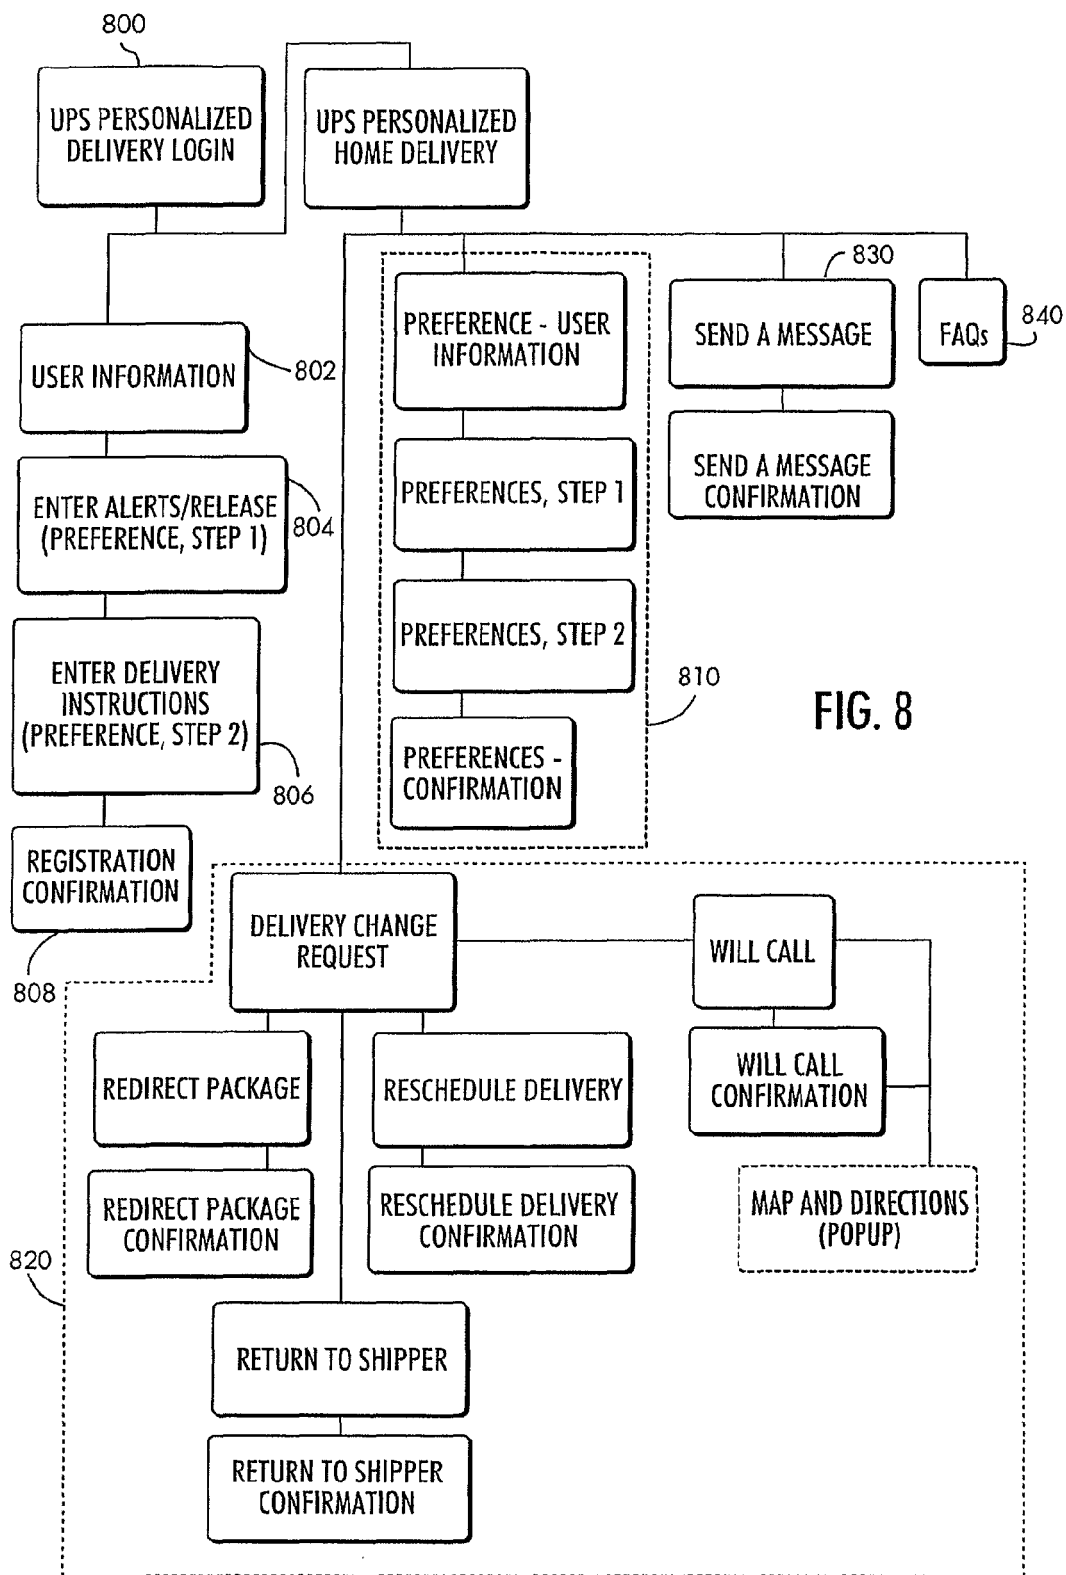 800
UPS PERSONALIZED
DELIVERY LOGIN
UPS PERSONALIZED
HOME DELIVERY
USER INFORMATION
802
ENTER ALERTS/RELEASE
(PREFERENCE, STEP 1)
804
ENTER DELIVERY
INSTRUCTIONS
(PREFERENCE, STEP 2)
806
REGISTRATION
CONFIRMATION
808
PREFERENCE - USER
INFORMATION
PREFERENCES, STEP 1
PREFERENCES, STEP 2
PREFERENCES -
CONFIRMATION
810
830
SEND A MESSAGE
SEND A MESSAGE
CONFIRMATION
FAQs
840
FIG. 8
DELIVERY CHANGE
REQUEST
WILL CALL
WILL CALL
CONFIRMATION
MAP AND DIRECTIONS
(POPUP)
REDIRECT PACKAGE
REDIRECT PACKAGE
CONFIRMATION
RESCHEDULE DELIVERY
RESCHEDULE DELIVERY
CONFIRMATION
820
RETURN TO SHIPPER
RETURN TO SHIPPER
CONFIRMATION